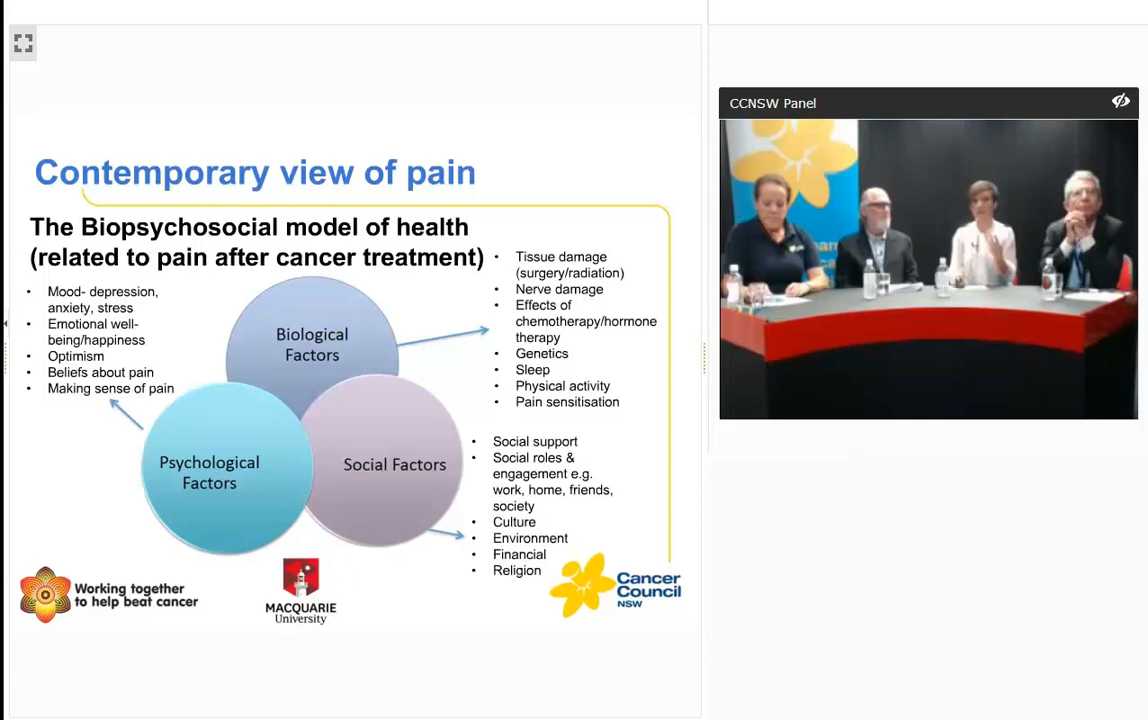 Contemporary view of pain
The Biopsychosocial model of health
(related to pain after cancer treatment)
Mood- depression,
anxiety, stress
Emotional well-
being/happiness
Optimism
Beliefs about pain
Making sense of pain
Biological
Factors
Tissue damage
(surgery/radiation)
Nerve damage
Effects of
chemotherapy/hormone
therapy
Genetics
Sleep
Physical activity
Pain sensitisation
Psychological
Factors
Social Factors
Social support
Social roles &
engagement e.g.
work, home, friends,
society
Culture
Environment
Financial
Religion
Working together
to help beat cancer
MACQUARIE
University
Cancer
Council
NSW
CCNSW Panel